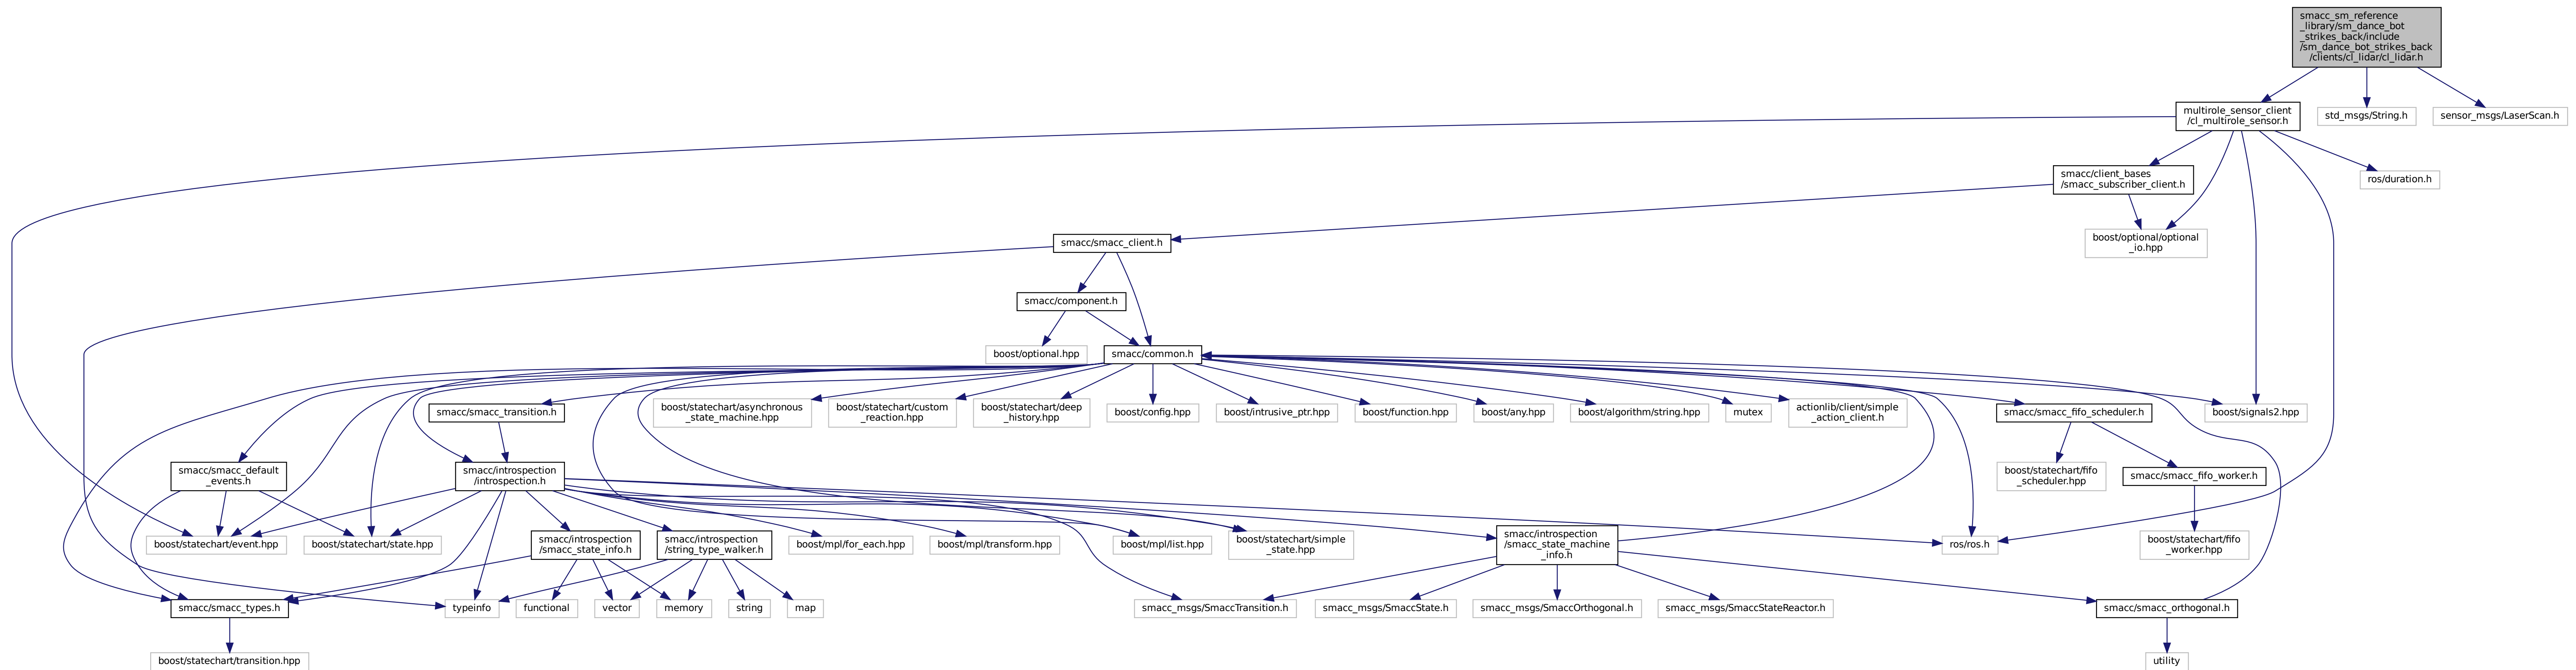 smacc_sm_reference
_library/sm_dance_bot
_strikes_back/include
/sm_dance_bot_strikes_back
/clients/cl_lidar/cl_lidar.h
multirole_sensor_client
/cl_multirole_sensor.h
std_msgs/String.h
sensor_msgs/LaserScan.h
smacc/client_bases
/smacc_subscriber_client.h
ros/duration.h
smacc/smacc_client.h
boost/optional/optional
_io.hpp
smacc/component.h
boost/optional.hpp
smacc/common.h
smacc/smacc_transition.h
boost/statechart/asynchronous
_state_machine.hpp
boost/statechart/custom
_reaction.hpp
boost/statechart/deep
_history.hpp
boost/config.hpp
boost/intrusive_ptr.hpp
boost/function.hpp
boost/any.hpp
boost/algorithm/string.hpp
mutex
actionlib/client/simple
_action_client.h
smacc/smacc_fifo_scheduler.h
boost/signals2.hpp
smacc/smacc_default
_events.h
smacc/introspection
/introspection.h
boost/statechart/fifo
_scheduler.hpp
smacc/smacc_fifo_worker.h
boost/statechart/event.hpp
boost/statechart/state.hpp
smacc/introspection
/smacc_state_info.h
smacc/introspection
/string_type_walker.h
boost/mpl/for_each.hpp
boost/mpl/transform.hpp
boost/mpl/list.hpp
boost/statechart/simple
_state.hpp
smacc/introspection
/smacc_state_machine
_info.h
ros/ros.h
boost/statechart/fifo
_worker.hpp
smacc/smacc_types.h
typeinfo
functional
vector
memory
string
map
smacc_msgs/SmaccTransition.h
smacc_msgs/SmaccState.h
smacc_msgs/SmaccOrthogonal.h
smacc_msgs/SmaccStateReactor.h
smacc/smacc_orthogonal.h
boost/statechart/transition.hpp
utility